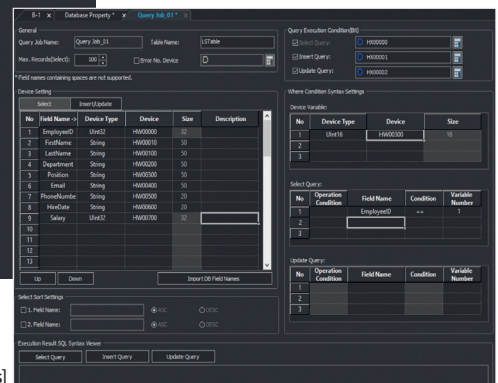 B-1 × Database Property * × Query Job_01 * ×
General
Query Job Name: Query Job_01 Table Name: LSTable
Max. Records(Select): 100 Error No. Device D
* Field names containing spaces are not supported.
Device Setting
Select Insert/Update
No Field Name -> Device Type Device Size Description
1 EmployeeID UInt32 HW00000 32
2 FirstName String HW00010 50
3 LastName String HW00100 50
4 Department String HW00200 50
5 Position String HW00300 50
6 Email String HW00400 50
7 PhoneNumbe String HW00500 20
8 HireDate String HW00600 20
9 Salary UInt32 HW00700 32
10
11
12
13
Up Down Import DB Field Names
Select Sort Settings
1. Field Name: ASC DESC
2. Field Name: ASC DESC
Query Execution Condition(Bit)
Select Query: HX00000
Insert Query: HX00001
Update Query: HX00002
Where Condition Syntax Settings
Device Variable:
No Device Type Device Size
1 UInt16 HW00300 16
2
3
Select Query:
No Operation Condition Field Name Condition Variable Number
1 EmployeeID == 1
2
3
Update Query:
No Operation Condition Field Name Condition Variable Number
1
2
3
Execution Result SQL Syntax Viewer
Select Query Insert Query Update Query
s]